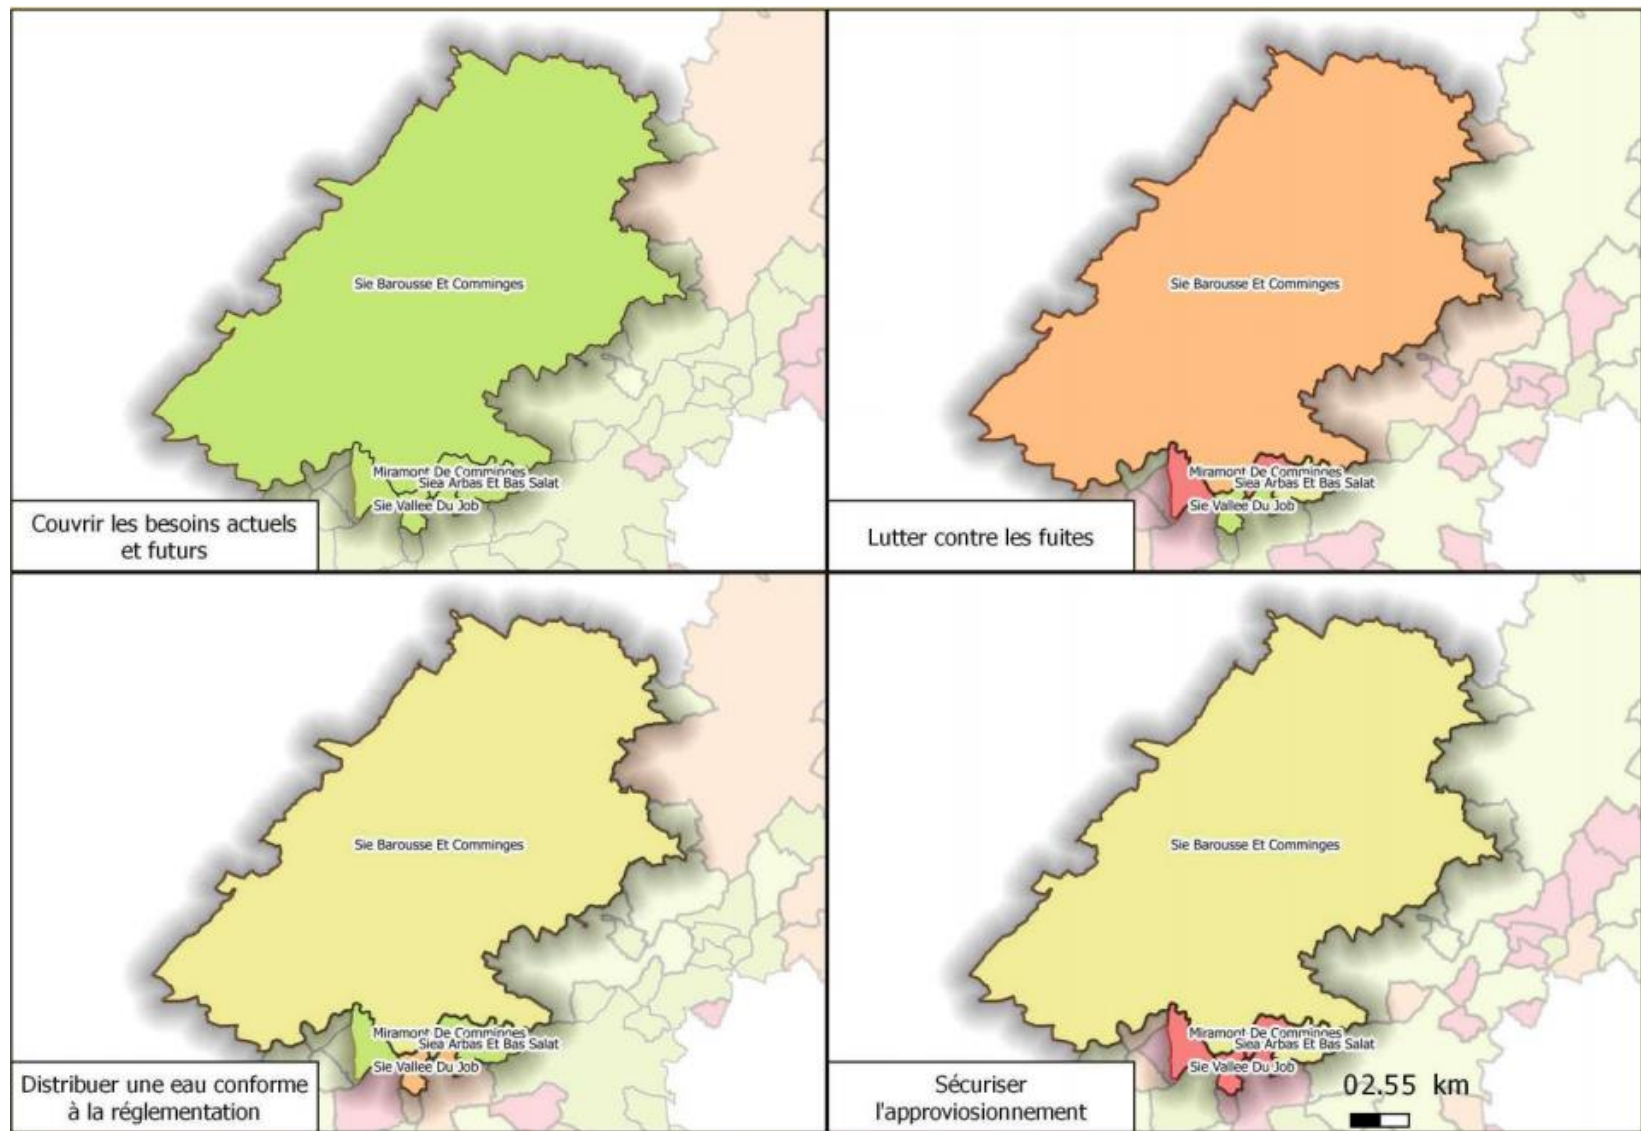 Sie Barousse Et Comminges
Miramont De Comminges
Siea Arbas Et Bas Salat
Sie Vallee Du Job
Couvrir les besoins actuels
et futurs
Sie Barousse Et Comminges
Miramont De Comminges
Siea Arbas Et Bas Salat
Sie Vallee Du Job
Lutter contre les fuites
Sie Barousse Et Comminges
Miramont De Comminges
Siea Arbas Et Bas Salat
Sie Vallee Du Job
Distribuer une eau conforme
à la réglementation
Sie Barousse Et Comminges
Miramont De Comminges
Siea Arbas Et Bas Salat
Sie Vallee Du Job
Sécuriser
l'approviosionnement
02.55 km